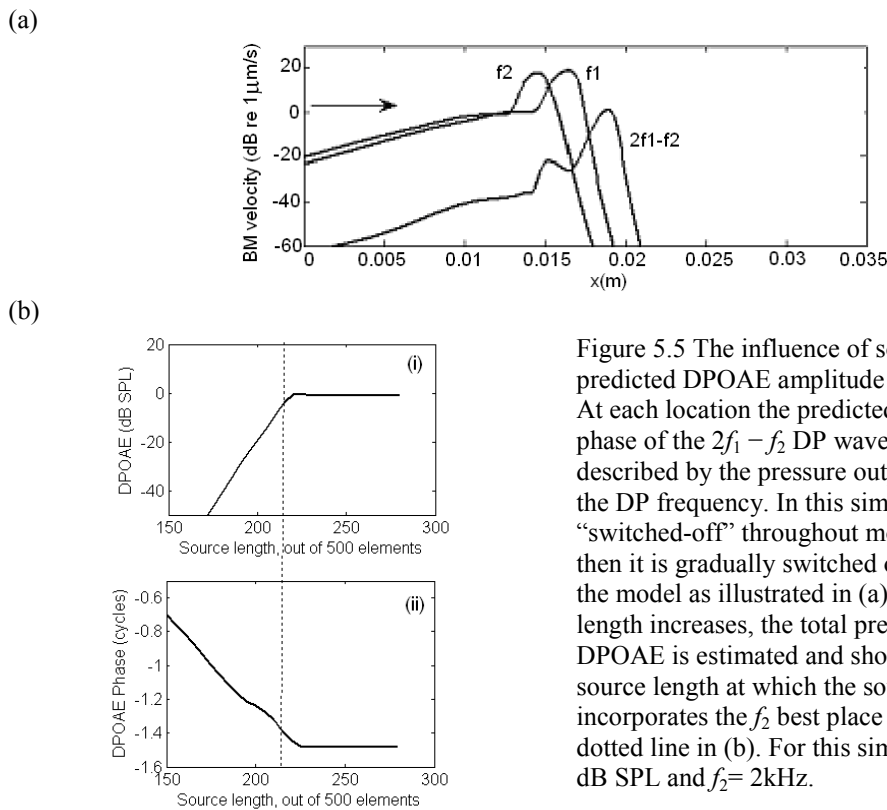 (a)
20
0
-20
-40
-60
BM velocity (dB re 1μm/s)
f2
f1
2f1-f2
0
0.005
0.01
0.015
0.02
0.025
0.03
0.035
x(m)
(b)
20
0
-20
-40
DPOAE (dB SPL)
(i)
150
200
250
300
Source length, out of 500 elements
-0.6
-0.8
-1
-1.2
-1.4
-1.6
DPOAE Phase (cycles)
(ii)
150
200
250
300
Source length, out of 500 elements
Figure 5.5 The influence of s
predicted DPOAE amplitude
At each location the predicted
phase of the 2f₁ − f₂ DP wave
described by the pressure out
the DP frequency. In this sim
“switched-off” throughout m
then it is gradually switched
the model as illustrated in (a)
length increases, the total pre
DPOAE is estimated and sho
source length at which the so
incorporates the f₂ best place
dotted line in (b). For this sim
dB SPL and f₂= 2kHz.